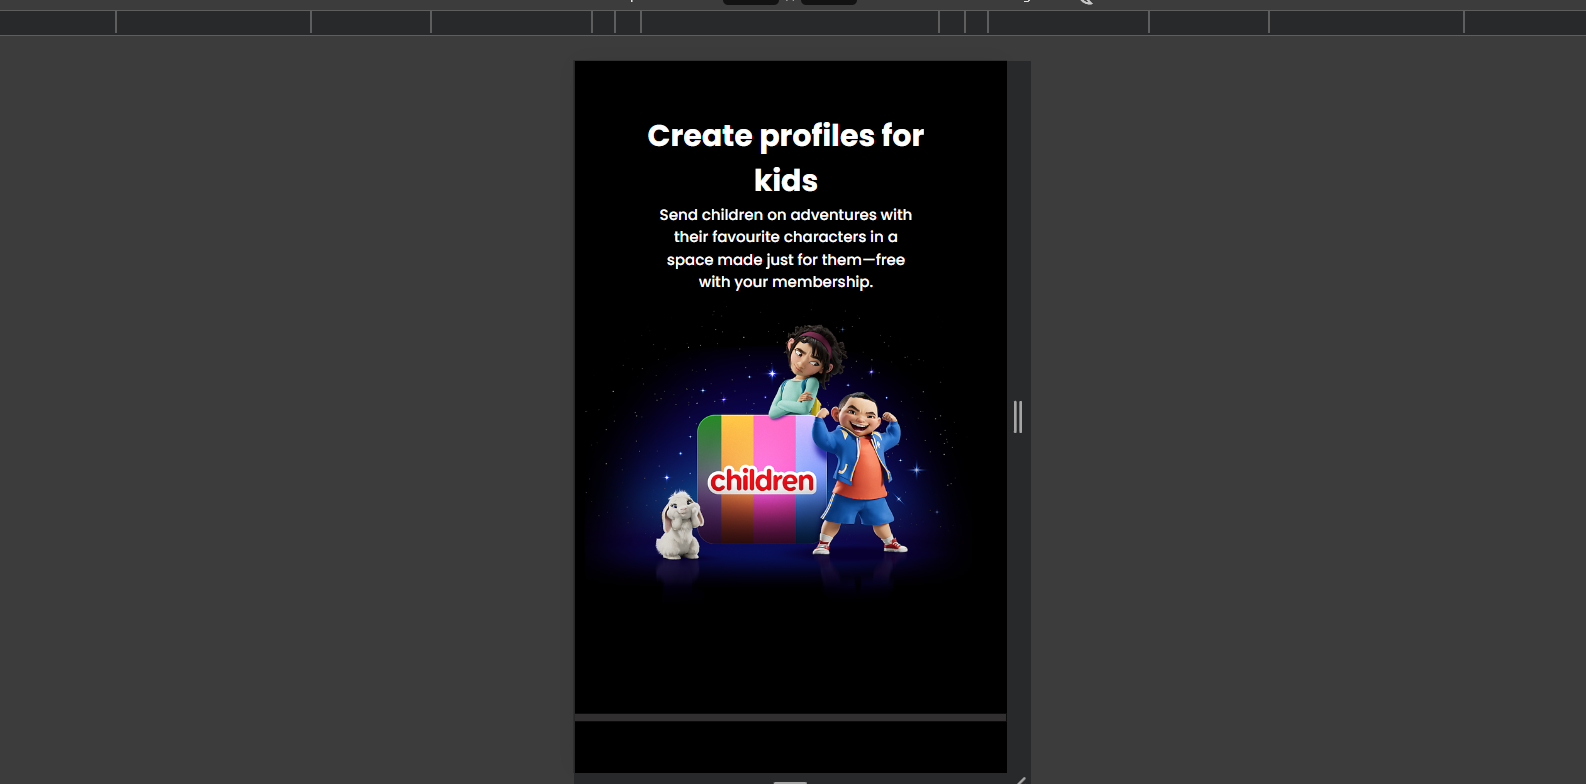 Create profiles for
kids
Send children on adventures with
their favourite characters in a
space made just for them—free
with your membership.
children